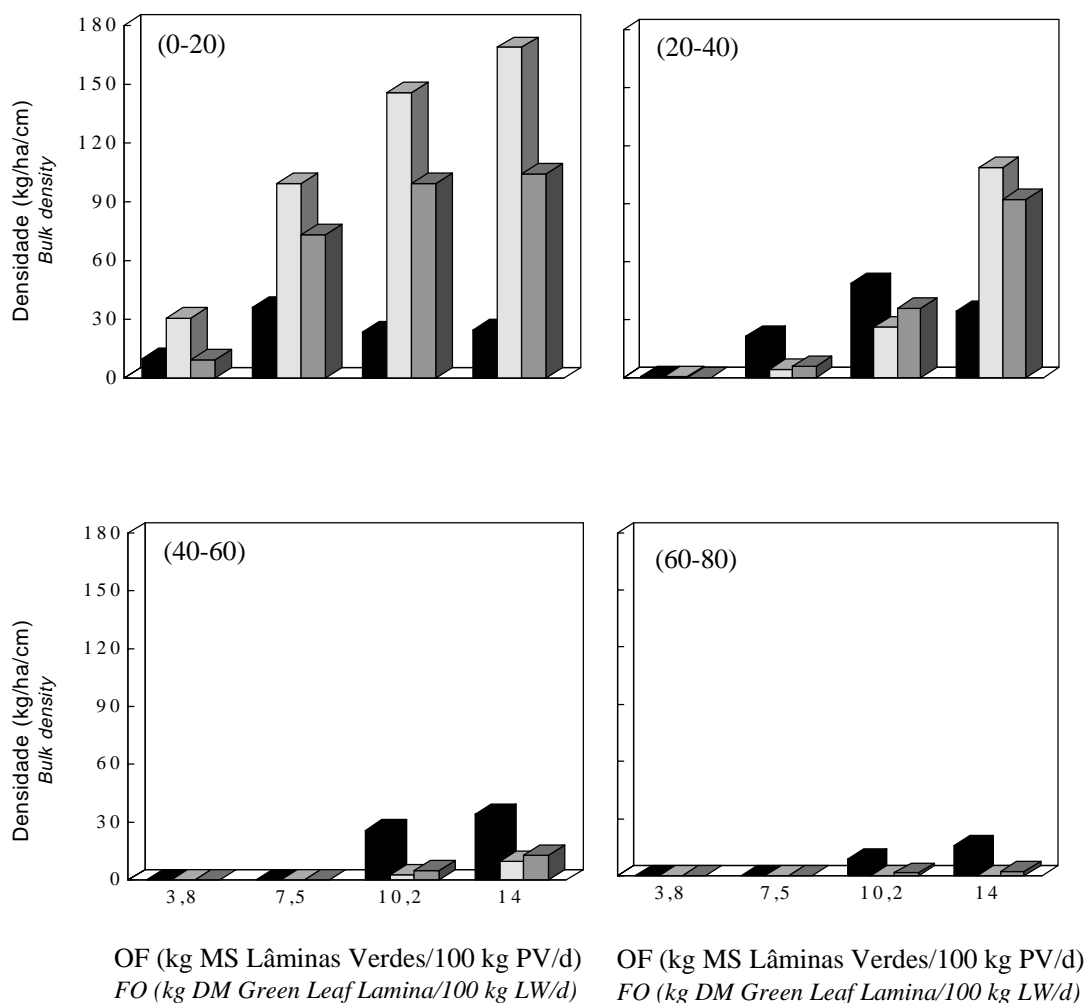 180
150
120
90
60
30
0
Densidade (kg/ha/cm)
Bulk density
(0-20)
(20-40)
180
150
120
90
60
30
0
Densidade (kg/ha/cm)
Bulk density
(40-60)
(60-80)
3,8 7,5 10,2 14
3,8 7,5 10,2 14
OF (kg MS Lâminas Verdes/100 kg PV/d)
FO (kg DM Green Leaf Lamina/100 kg LW/d)
OF (kg MS Lâminas Verdes/100 kg PV/d)
FO (kg DM Green Leaf Lamina/100 kg LW/d)